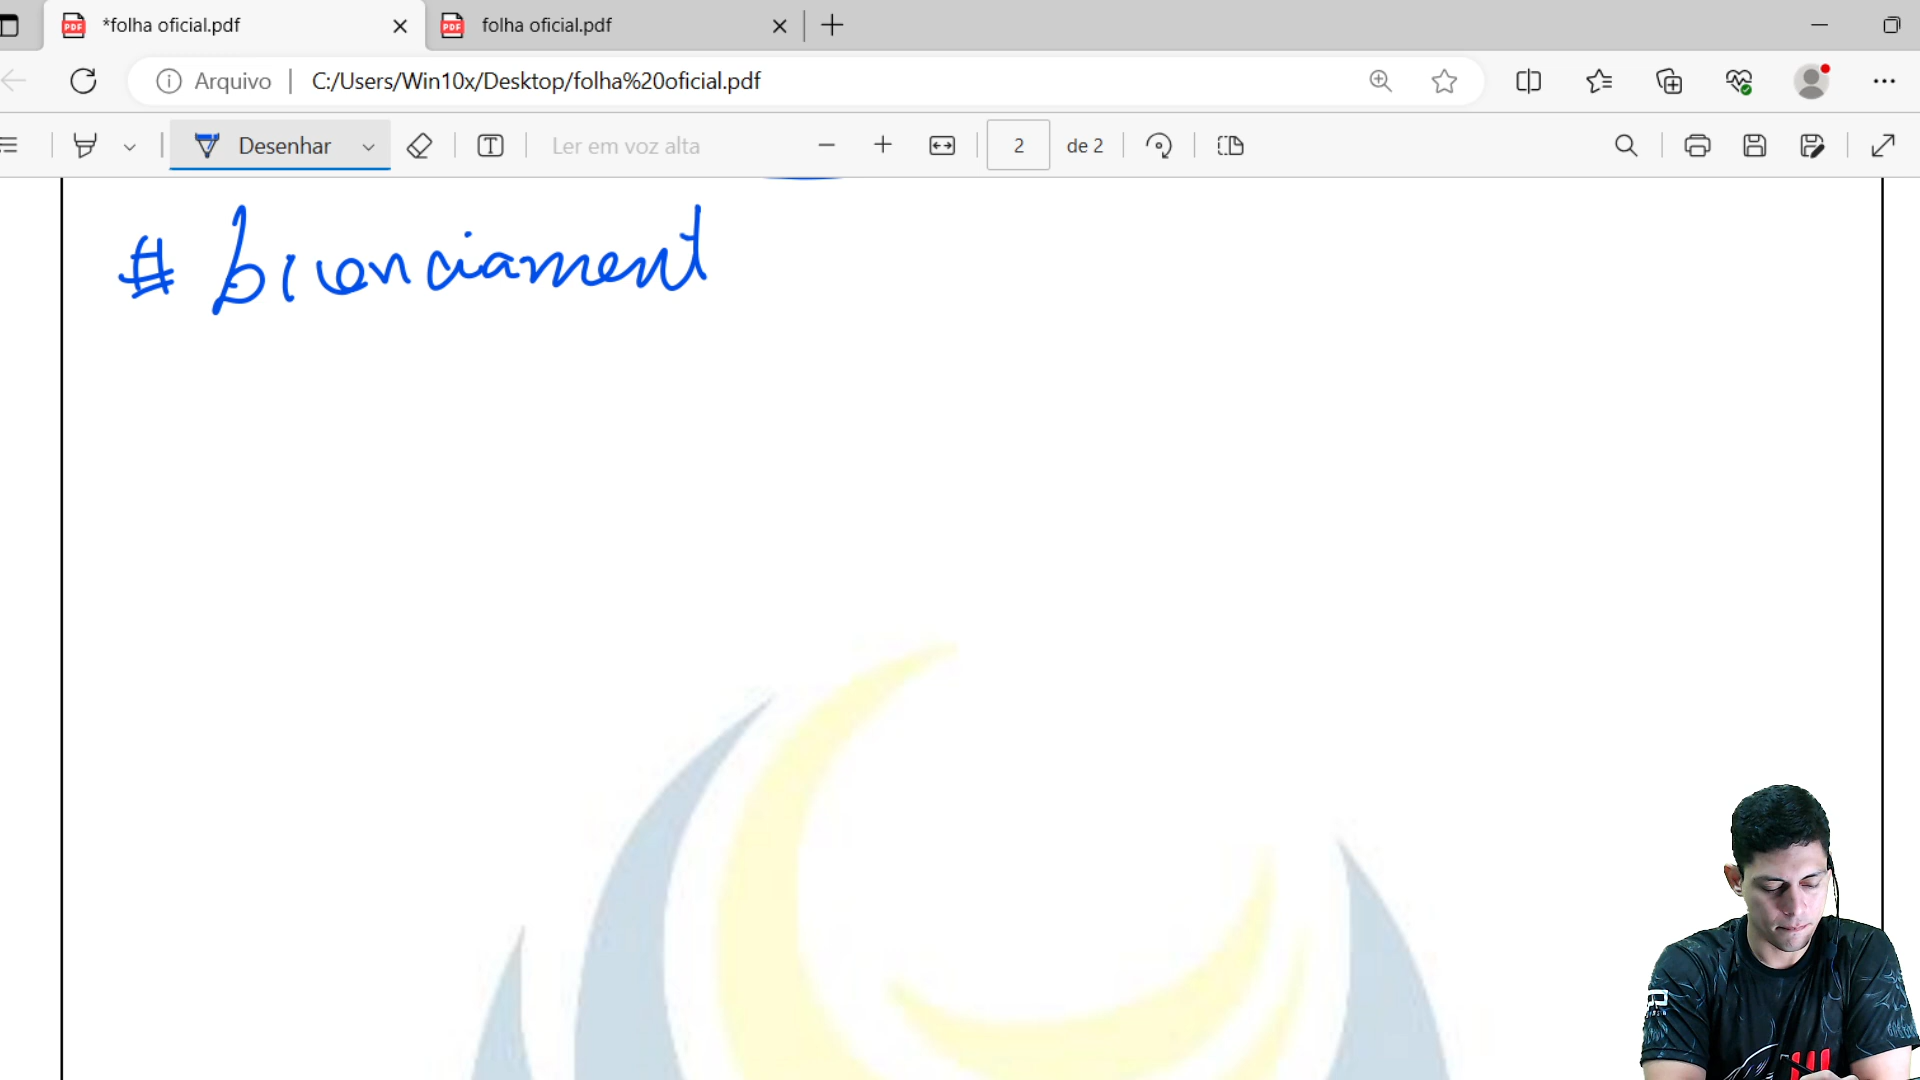 *folha oficial.pdf
folha oficial.pdf
Arquivo
C:/Users/Win10x/Desktop/folha%20oficial.pdf
Desenhar
Ler em voz alta
2
de 2
# Licenciament